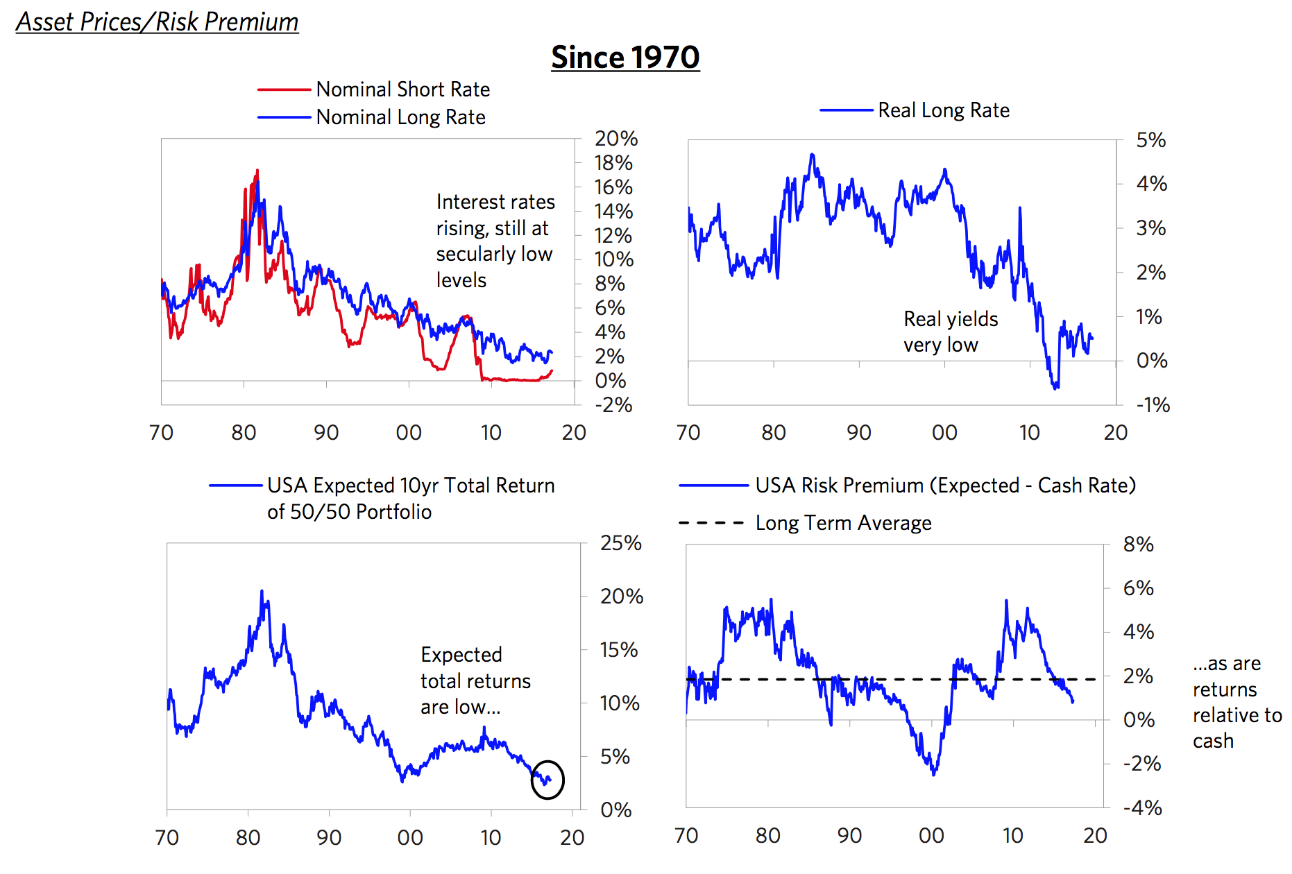 Asset Prices/Risk Premium
Since 1970
Nominal Short Rate
Nominal Long Rate
20%
18%
16%
14%
12%
10%
8%
6%
4%
2%
0%
-2%
Interest rates
rising, still at
secularly low
levels
70 80 90 00 10 20
Real Long Rate
5%
4%
3%
2%
1%
0%
-1%
Real yields
very low
70 80 90 00 10 20
USA Expected 10yr Total Return
of 50/50 Portfolio
25%
20%
15%
10%
5%
0%
Expected
total returns
are low...
70 80 90 00 10 20
USA Risk Premium (Expected - Cash Rate)
Long Term Average
8%
6%
4%
2%
0%
-2%
-4%
70 80 90 00 10 20
...as are
returns
relative to
cash